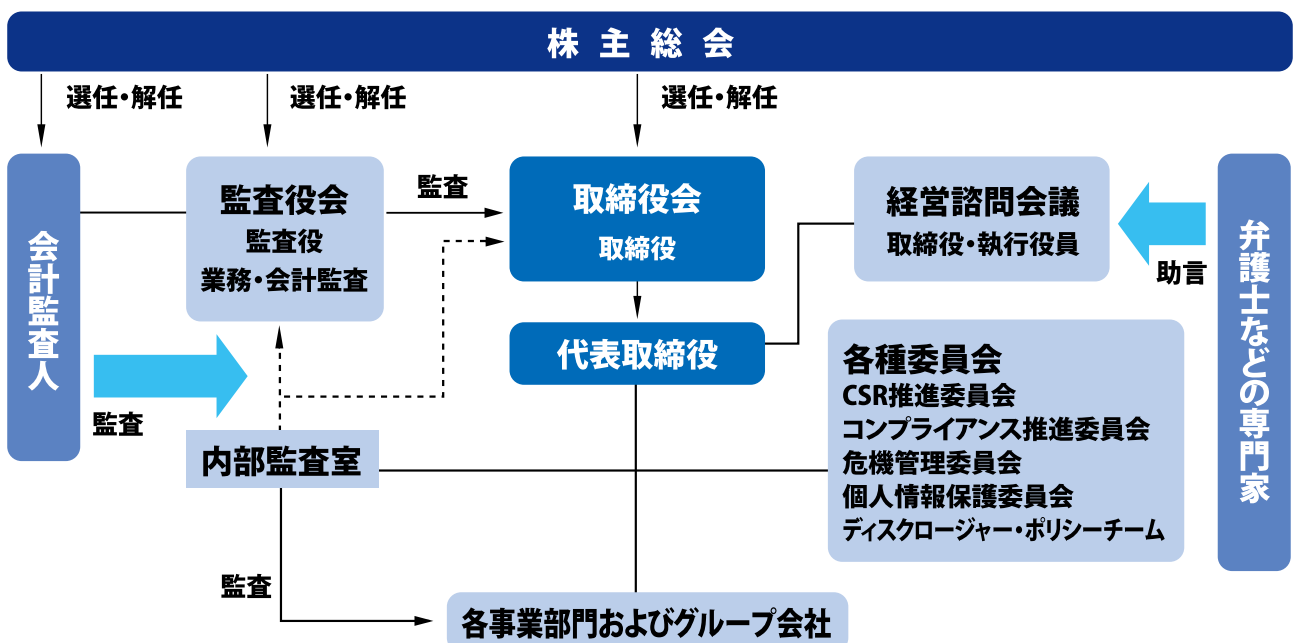 株主総会
選任・解任
選任・解任
選任・解任
会計監査人
監査役会
監査役
業務・会計監査
監査
取締役会
取締役
経営諮問会議
取締役・執行役員
助言
弁護士などの専門家
代表取締役
監査
各種委員会
CSR推進委員会
コンプライアンス推進委員会
危機管理委員会
個人情報保護委員会
ディスクロージャー・ポリシーチーム
内部監査室
監査
各事業部門およびグループ会社